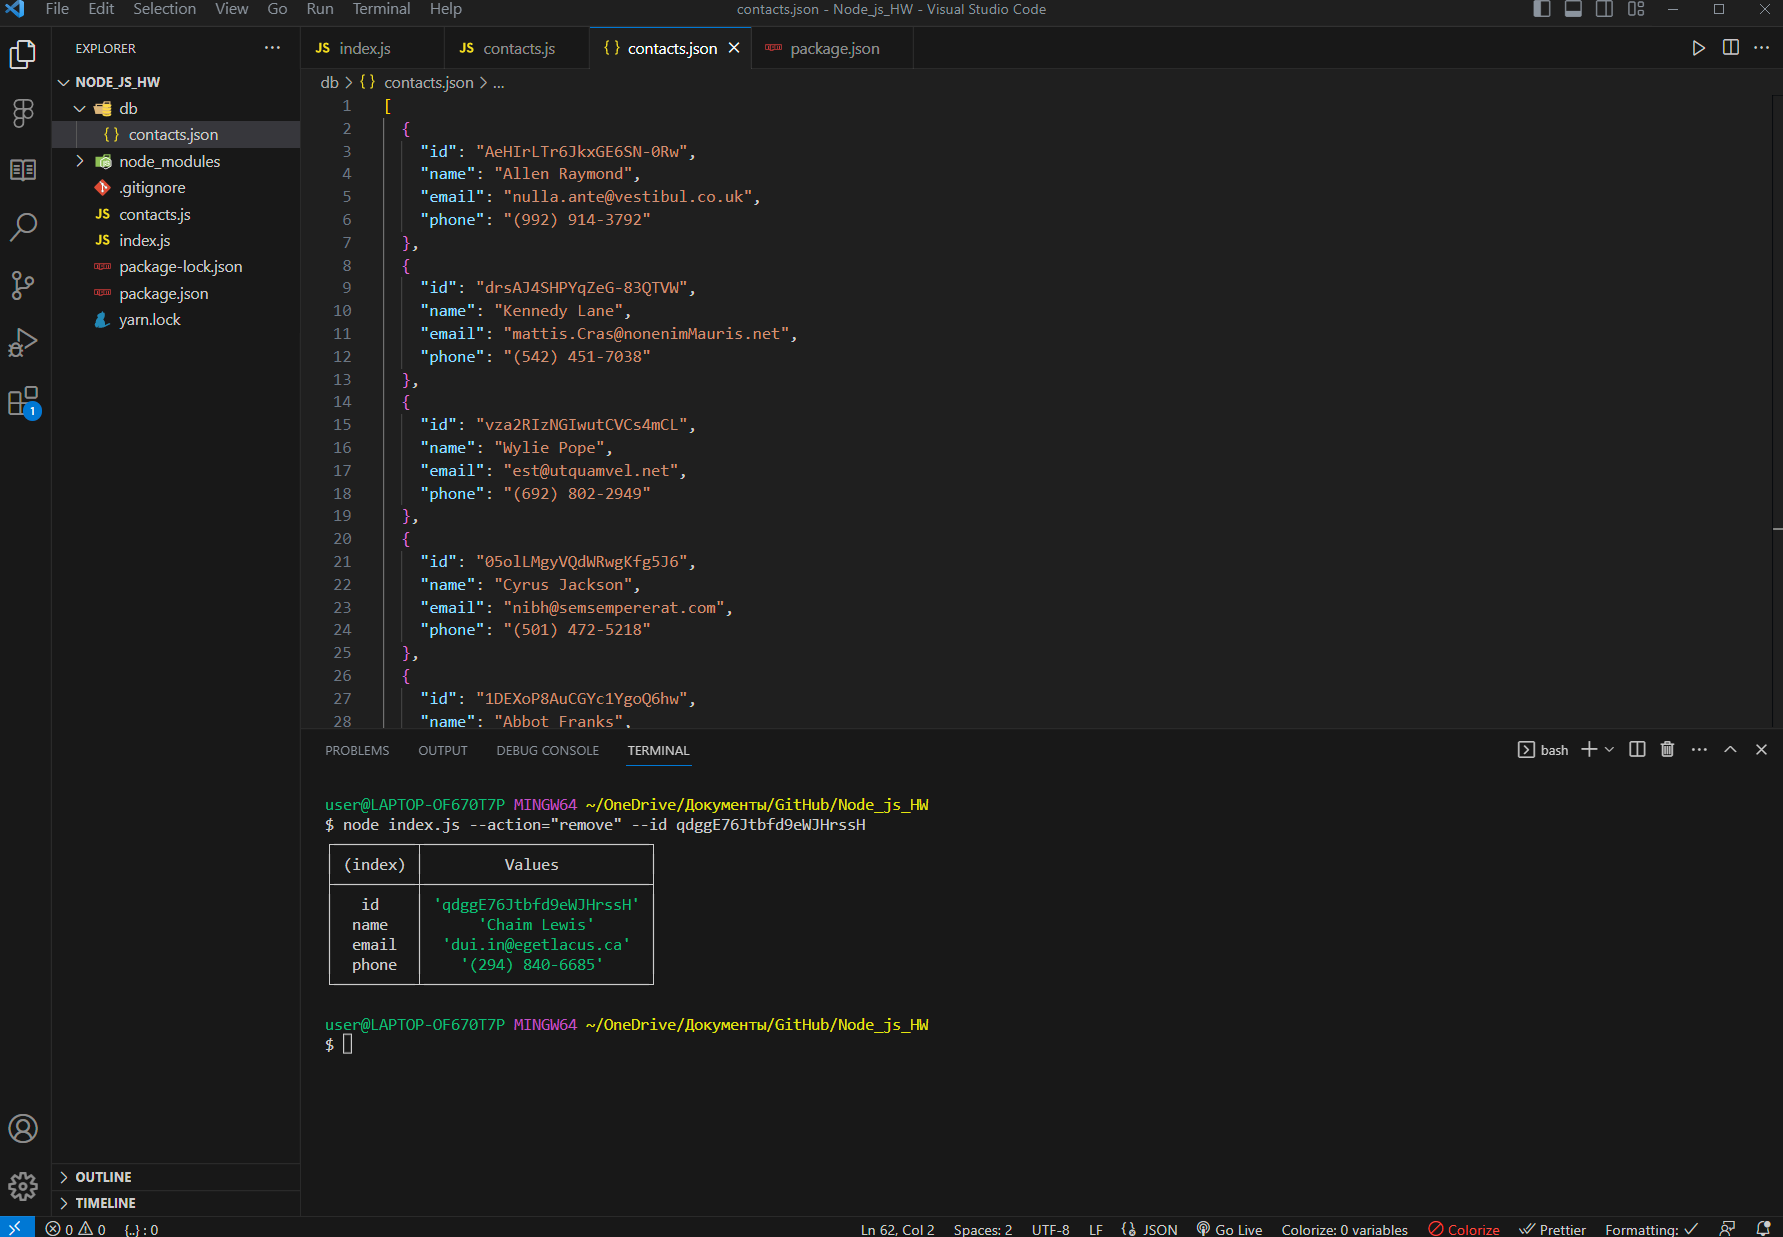 File Edit Selection View Go Run Terminal Help
contacts.json - Node_js_HW - Visual Studio Code
EXPLORER
NODE_JS_HW
db
{} contacts.json
node_modules
.gitignore
JS contacts.js
JS index.js
package-lock.json
package.json
yarn.lock
1
OUTLINE
TIMELINE
JS index.js JS contacts.js {} contacts.json package.json
db > {} contacts.json > ...
1 [
2 {
3 "id": "AeHIrLTr6JkxGE6SN-0Rw",
4 "name": "Allen Raymond",
5 "email": "nulla.ante@vestibul.co.uk",
6 "phone": "(992) 914-3792"
7 },
8 {
9 "id": "drsAJ4SHPYqZeG-83QTVW",
10 "name": "Kennedy Lane",
11 "email": "mattis.Cras@nonenimMauris.net",
12 "phone": "(542) 451-7038"
13 },
14 {
15 "id": "vza2RIzNGIwutCVCs4mCL",
16 "name": "Wylie Pope",
17 "email": "est@utquamvel.net",
18 "phone": "(692) 802-2949"
19 },
20 {
21 "id": "05olLMgyVQdWRwgKfg5J6",
22 "name": "Cyrus Jackson",
23 "email": "nibh@semsempererat.com",
24 "phone": "(501) 472-5218"
25 },
26 {
27 "id": "1DEXoP8AuCGYc1YgoQ6hw",
28 "name": "Abbot Franks",
PROBLEMS OUTPUT DEBUG CONSOLE TERMINAL
bash
user@LAPTOP-OF670T7P MINGW64 ~/OneDrive/Документы/GitHub/Node_js_HW
$ node index.js --action="remove" --id qdggE76Jtbfd9eWJHrssH
(index) Values
id 'qdggE76Jtbfd9eWJHrssH'
name 'Chaim Lewis'
email 'dui.in@egetlacus.ca'
phone '(294) 840-6685'
user@LAPTOP-OF670T7P MINGW64 ~/OneDrive/Документы/GitHub/Node_js_HW
$
0 0 {..} : 0
Ln 62, Col 2 Spaces: 2 UTF-8 LF JSON Go Live Colorize: 0 variables Colorize Prettier Formatting: